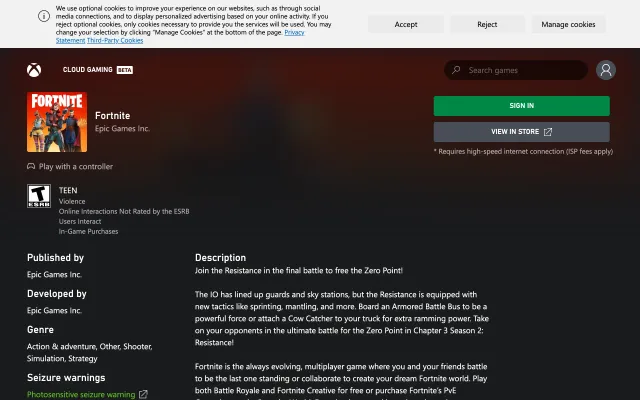 We use optional cookies to improve your experience on our websites, such as through social
media connections, and to display personalized advertising based on your online activity. If you
reject optional cookies, only cookies necessary to provide you the services will be used. You may
change your selection by clicking "Manage Cookies" at the bottom of the page. Privacy
Statement Third-Party Cookies
Accept
Reject
Manage cookies
CLOUD GAMING BETA
Search games
FORTNITE
Fortnite
Epic Games Inc.
SIGN IN
VIEW IN STORE
* Requires high-speed internet connection (ISP fees apply)
Play with a controller
T
ESRB
TEEN
Violence
Online Interactions Not Rated by the ESRB
Users Interact
In-Game Purchases
Published by
Epic Games Inc.
Developed by
Epic Games Inc.
Genre
Action & adventure, Other, Shooter,
Simulation, Strategy
Seizure warnings
Photosensitive seizure warning
Description
Join the Resistance in the final battle to free the Zero Point!
The IO has lined up guards and sky stations, but the Resistance is equipped with
new tactics like sprinting, mantling, and more. Board an Armored Battle Bus to be a
powerful force or attach a Cow Catcher to your truck for extra ramming power. Take
on your opponents in the ultimate battle for the Zero Point in Chapter 3 Season 2:
Resistance!
Fortnite is the always evolving, multiplayer game where you and your friends battle
to be the last one standing or collaborate to create your dream Fortnite world. Play
both Battle Royale and Fortnite Creative for free or purchase Fortnite's PvE